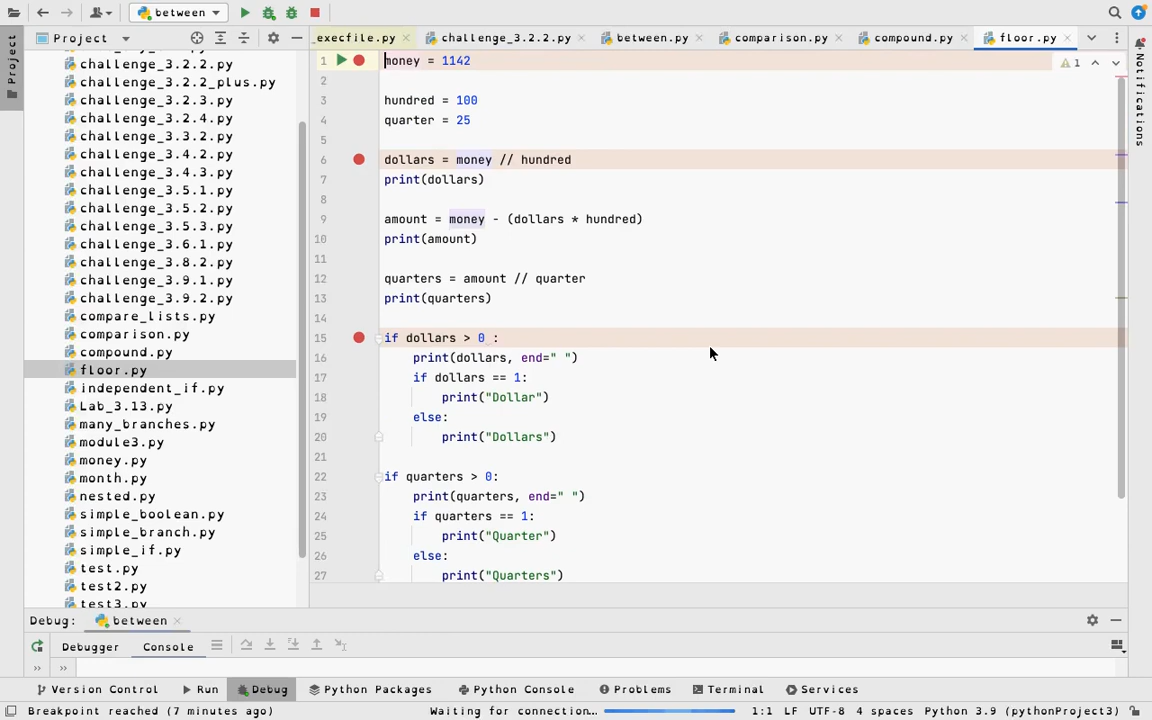 between
Project
execfile.py
challenge_3.2.2.py
between.py
comparison.py
compound.py
floor.py
Project
challenge_3.2.2.py
challenge_3.2.2_plus.py
challenge_3.2.3.py
challenge_3.2.4.py
challenge_3.3.2.py
challenge_3.4.2.py
challenge_3.4.3.py
challenge_3.5.1.py
challenge_3.5.2.py
challenge_3.5.3.py
challenge_3.6.1.py
challenge_3.8.2.py
challenge_3.9.1.py
challenge_3.9.2.py
compare_lists.py
comparison.py
compound.py
floor.py
independent_if.py
Lab_3.13.py
many_branches.py
module3.py
money.py
month.py
nested.py
simple_boolean.py
simple_branch.py
simple_if.py
test.py
test2.py
test3.py
1 money = 1142
2
3 hundred = 100
4 quarter = 25
5
6 dollars = money // hundred
7 print(dollars)
8
9 amount = money - (dollars * hundred)
10 print(amount)
11
12 quarters = amount // quarter
13 print(quarters)
14
15 if dollars > 0 :
16 print(dollars, end=" ")
17 if dollars == 1:
18 print("Dollar")
19 else:
20 print("Dollars")
21
22 if quarters > 0:
23 print(quarters, end=" ")
24 if quarters == 1:
25 print("Quarter")
26 else:
27 print("Quarters")
1
Notifications
Debug: between
Debugger Console
Version Control Run Debug Python Packages Python Console Problems Terminal Services
Breakpoint reached (7 minutes ago) Waiting for connection... 1:1 LF UTF-8 4 spaces Python 3.9 (pythonProject3)